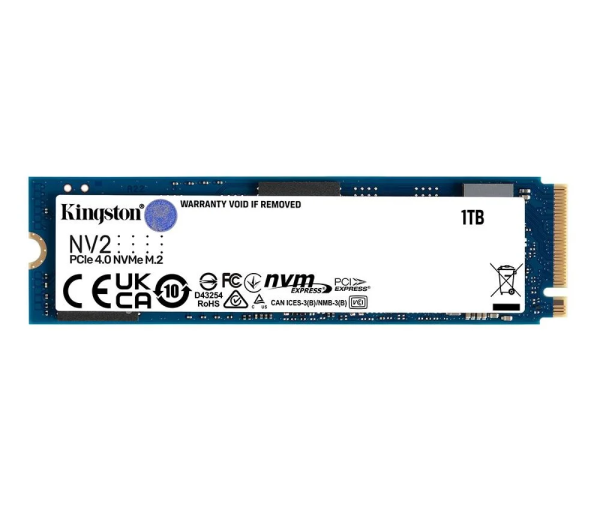 WARRANTY VOID IF REMOVED
Kingston
1TB
NV2
PCIe 4.0 NVMe M.2
CE UK CA 10 FC nvm EXPRESS PCI EXPRESS
D43254
RoHS
CAN ICES-3(B)/NMB-3(B)